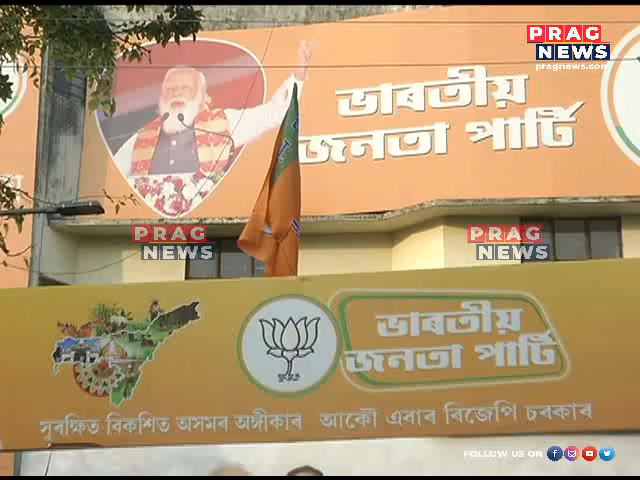 PRAG
NEWS
pragnews.com
ভাৰতীয়
জনতা পাৰ্টি
PRAG
NEWS
PRAG
NEWS
ভাৰতীয়
জনতা পাৰ্টি
সুৰক্ষিত বিকশিত অসমৰ অঙ্গীকাৰ আকৌ এবাৰ বিজেপি চৰকাৰ
FOLLOW US ON